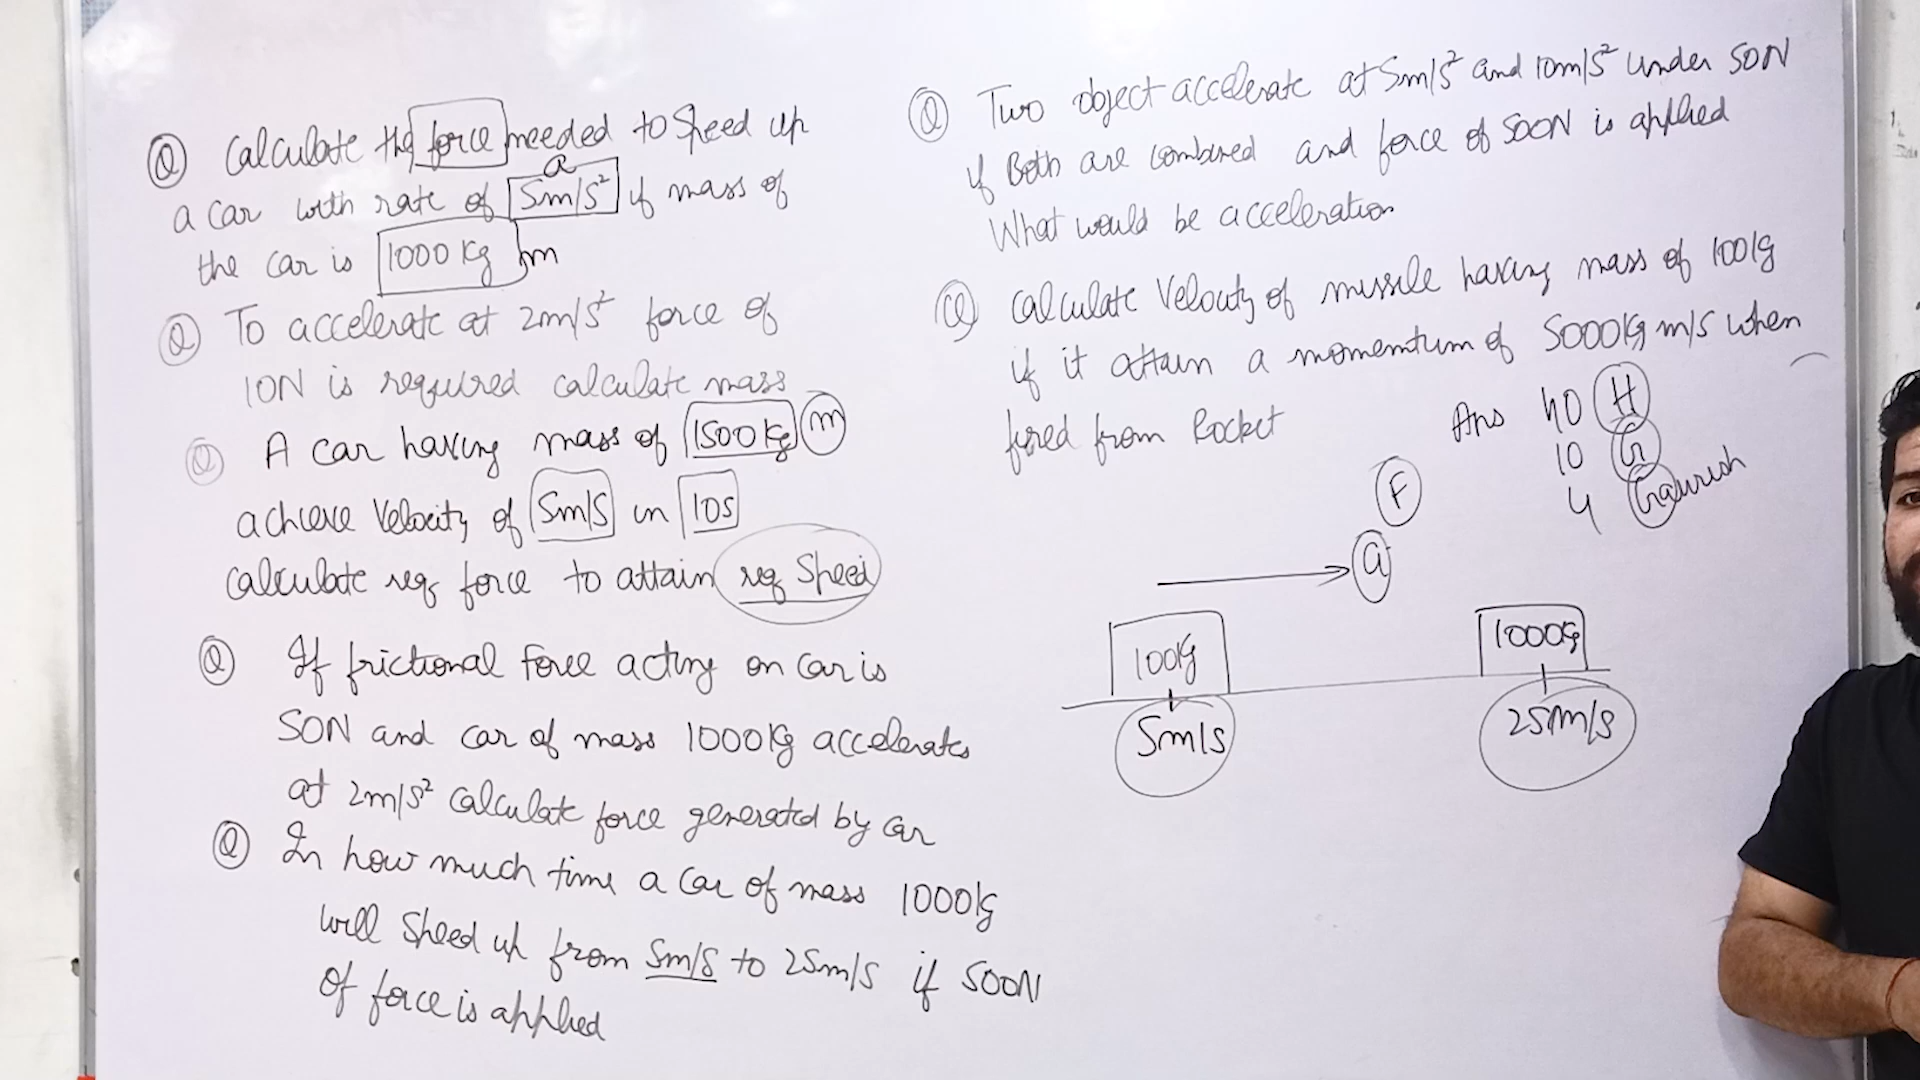 Q Calculate the force needed to Speed up
a
a car with rate of 5m/s² if mass of
the car is 1000 Kg m
Q To accelerate at 2m/s² force of
10N is required calculate mass
Q A car having mass of 1500 Kg m
achieve Velocity of 5m/s in 10s
calculate req force to attain req Speed
Q If frictional Force acting on car is
50N and car of mass 1000Kg accelerates
at 2m/s² calculate force generated by car
Q In how much time a car of mass 1000Kg
will Speed up from 5m/s to 25m/s if 500N
of force is applied
Q Two object accelerate at 5m/s² and 10m/s² under 50N
if Both are combined and force of 500N is applied
What would be acceleration
Q Calculate Velocity of missile having mass of 100Kg
if it attain a momentum of 5000Kg m/s when
fired from Rocket
Ans 40 H
10 G
4 Gaurish
F
a
100Kg
1000G
5m/s
25m/s